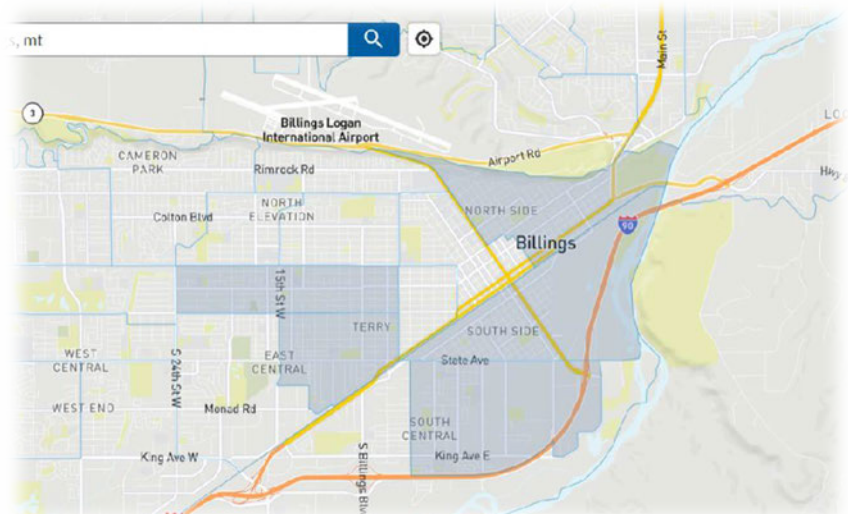 s, mt
Main St
3
Billings Logan
International Airport
Airport Rd
LOC
CAMERON
PARK
Rimrock Rd
Hwy
NORTH
ELEVATION
Colton Blvd
NORTH SIDE
90
Billings
15th St W
TERRY
SOUTH SIDE
State Ave
WEST
CENTRAL
S 24th St W
EAST
CENTRAL
WEST END
Monad Rd
SOUTH
CENTRAL
King Ave W
S Billings Blv
King Ave E